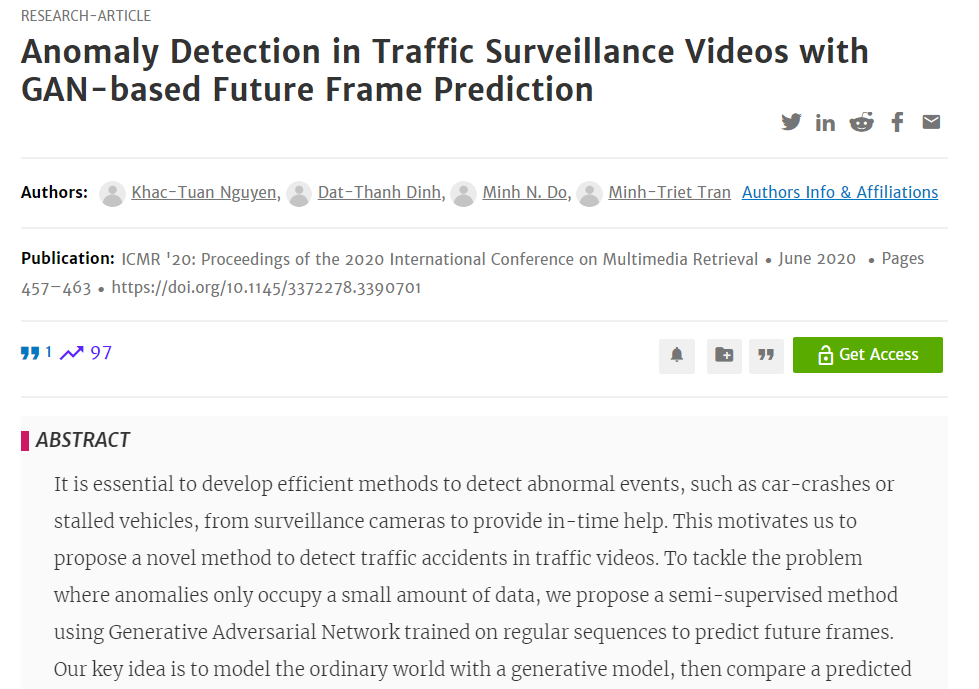 RESEARCH-ARTICLE
Anomaly Detection in Traffic Surveillance Videos with
GAN-based Future Frame Prediction
Authors: Khac-Tuan Nguyen, Dat-Thanh Dinh, Minh N. Do, Minh-Triet Tran Authors Info & Affiliations
Publication: ICMR '20: Proceedings of the 2020 International Conference on Multimedia Retrieval • June 2020 • Pages
457–463 • https://doi.org/10.1145/3372278.3390701
1 97
Get Access
ABSTRACT
It is essential to develop efficient methods to detect abnormal events, such as car-crashes or
stalled vehicles, from surveillance cameras to provide in-time help. This motivates us to
propose a novel method to detect traffic accidents in traffic videos. To tackle the problem
where anomalies only occupy a small amount of data, we propose a semi-supervised method
using Generative Adversarial Network trained on regular sequences to predict future frames.
Our key idea is to model the ordinary world with a generative model, then compare a predicted